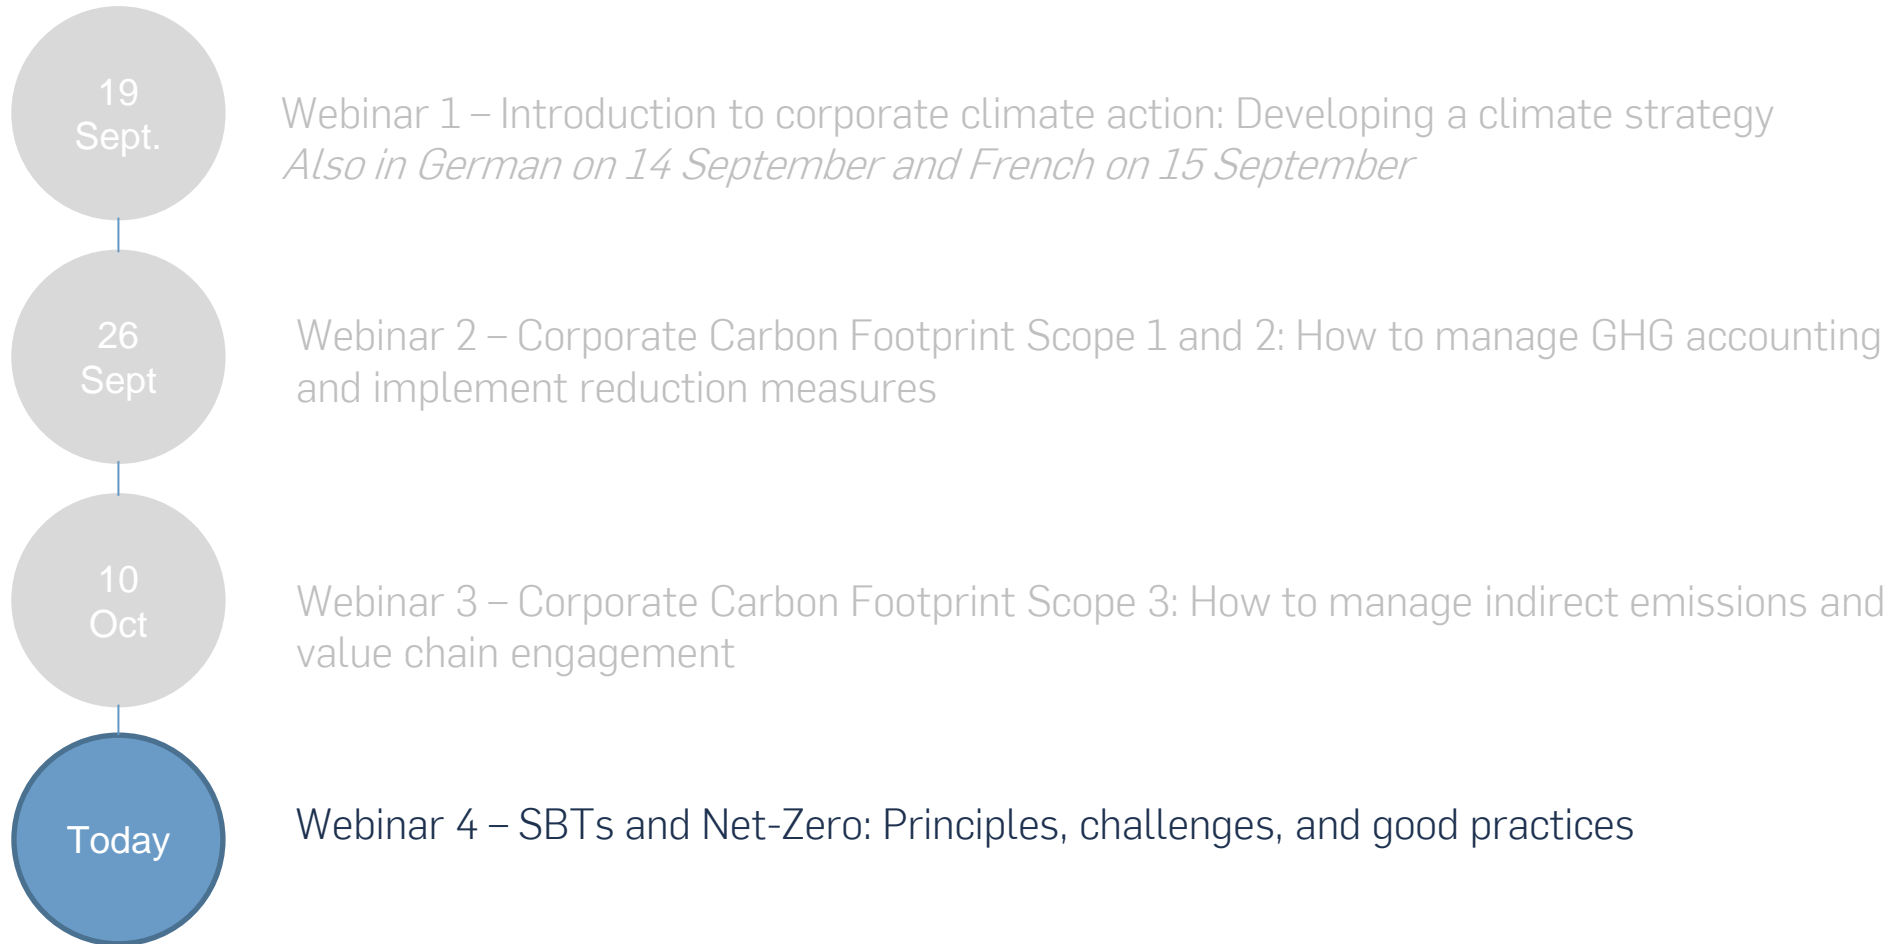 19
Sept.
Webinar 1 – Introduction to corporate climate action: Developing a climate strategy
Also in German on 14 September and French on 15 September
26
Sept
Webinar 2 – Corporate Carbon Footprint Scope 1 and 2: How to manage GHG accounting
and implement reduction measures
10
Oct
Webinar 3 – Corporate Carbon Footprint Scope 3: How to manage indirect emissions and
value chain engagement
Today
Webinar 4 – SBTs and Net-Zero: Principles, challenges, and good practices